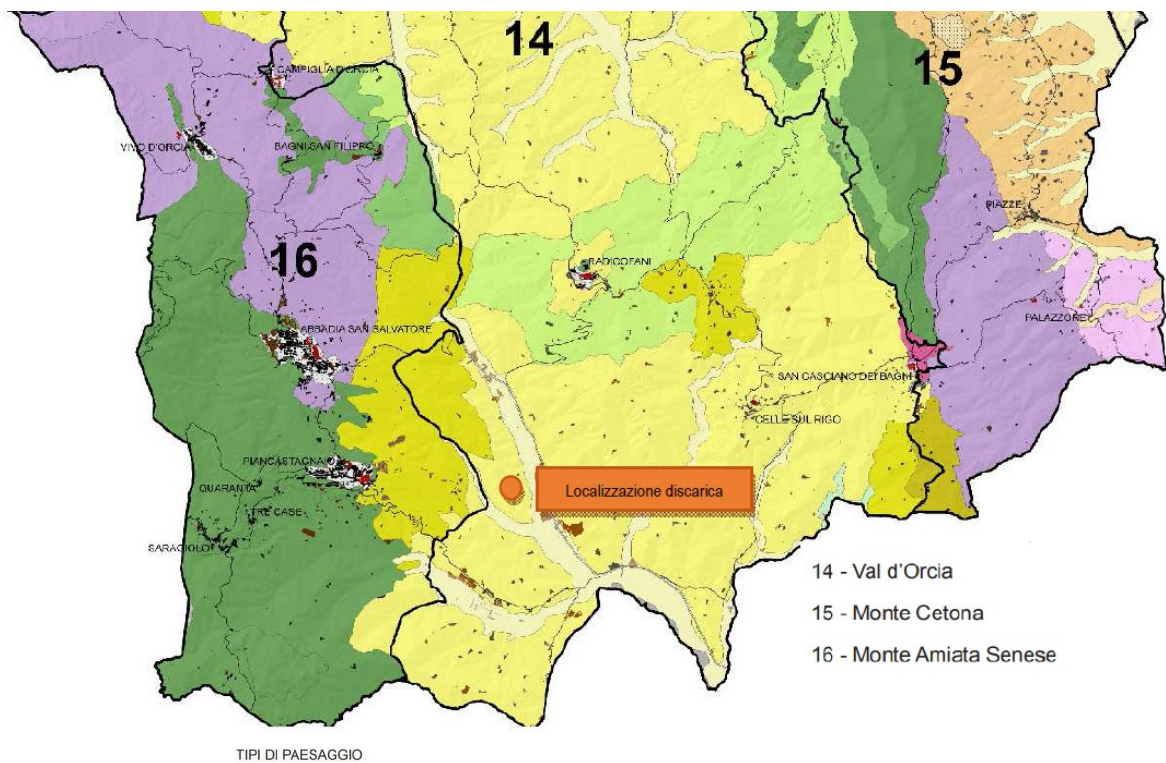 14
15
CAMPIGLIA D'ORCIA
VIVO D'ORCIA
BAGNI SAN FILIPPO
PIAZZE
16
RADICOFANI
ABBADIA SAN SALVATORE
PALAZZONE
SAN CASCIANO DEI BAGNI
CELLE SUL RIGO
PIANCASTAGNAIO
QUARANTA
Localizzazione discarica
TRE CASE
SARAGIOLO
14 - Val d'Orcia
15 - Monte Cetona
16 - Monte Amiata Senese
TIPI DI PAESAGGIO